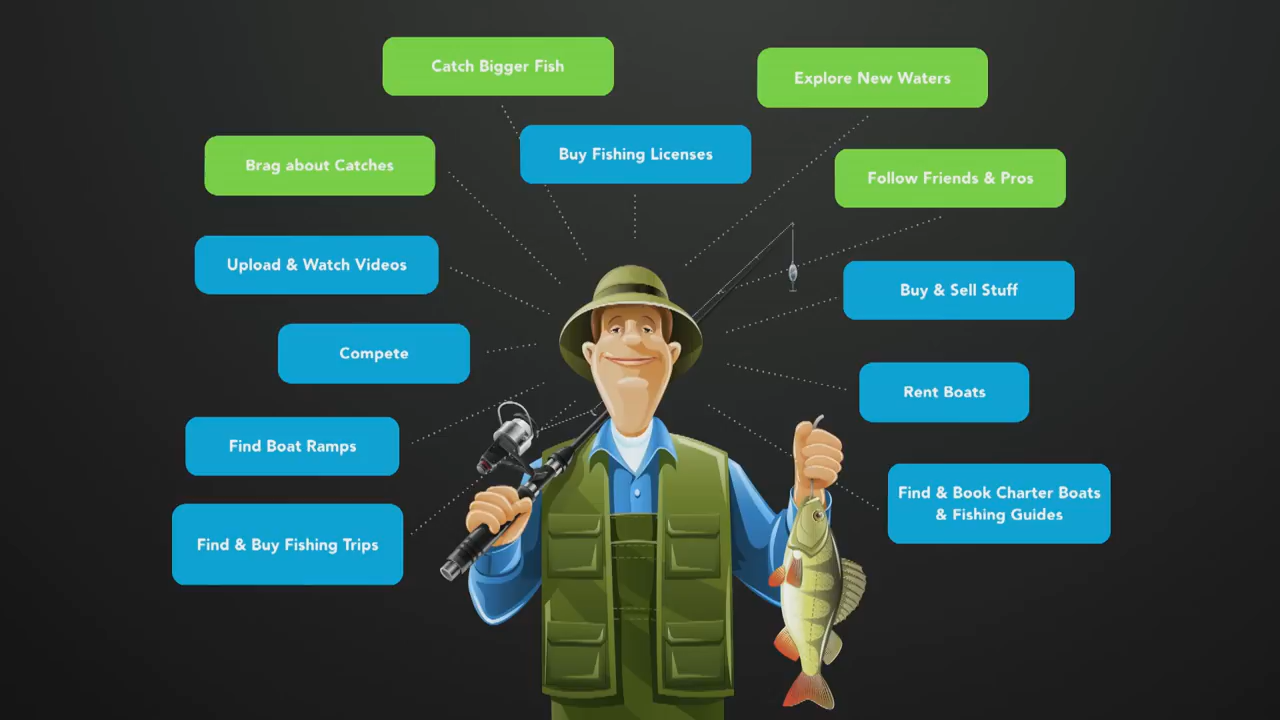 Catch Bigger Fish
Explore New Waters
Buy Fishing Licenses
Brag about Catches
Follow Friends & Pros
Upload & Watch Videos
Buy & Sell Stuff
Compete
Rent Boats
Find Boat Ramps
Find & Book Charter Boats
& Fishing Guides
Find & Buy Fishing Trips